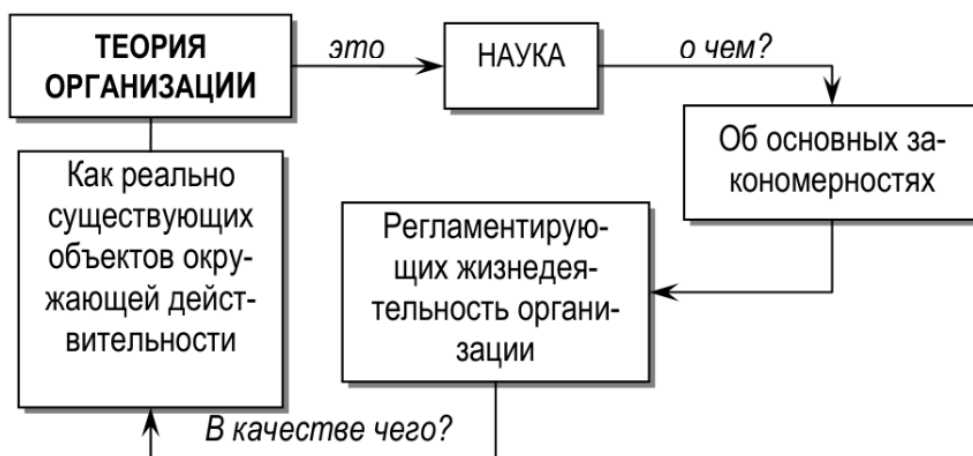 ТЕОРИЯ
ОРГАНИЗАЦИИ
это
НАУКА
о чем?
Об основных за-
кономерностях
Регламентирую-
щих жизнедея-
тельность органи-
зации
В качестве чего?
Как реально
существующих
объектов окру-
жающей дейст-
вительности